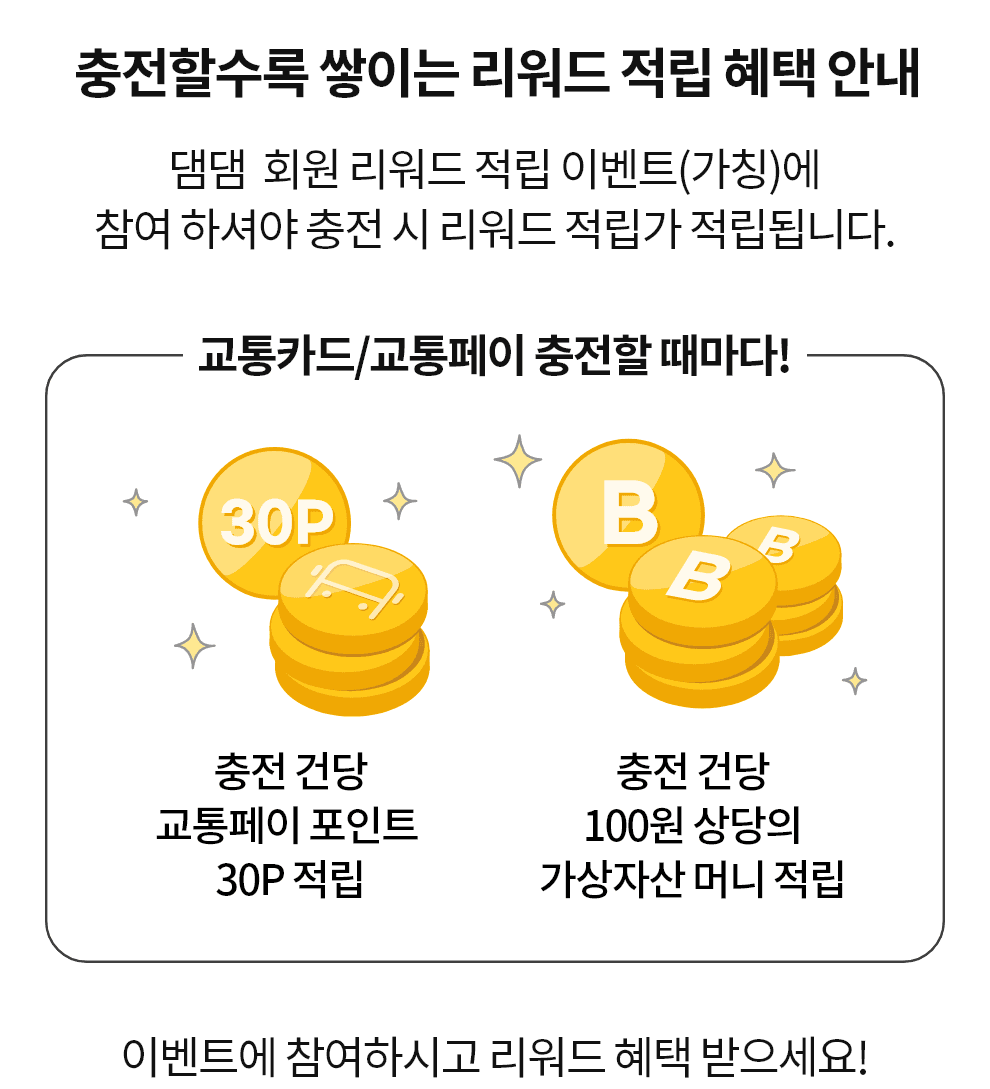 충전할수록 쌓이는 리워드 적립 혜택 안내
댐댐 회원 리워드 적립 이벤트(가칭)에
참여 하셔야 충전 시 리워드 적립가 적립됩니다.
교통카드/교통페이 충전할 때마다!
30P
B
B
B
충전 건당
교통페이 포인트
30P 적립
충전 건당
100원 상당의
가상자산 머니 적립
이벤트에 참여하시고 리워드 혜택 받으세요!